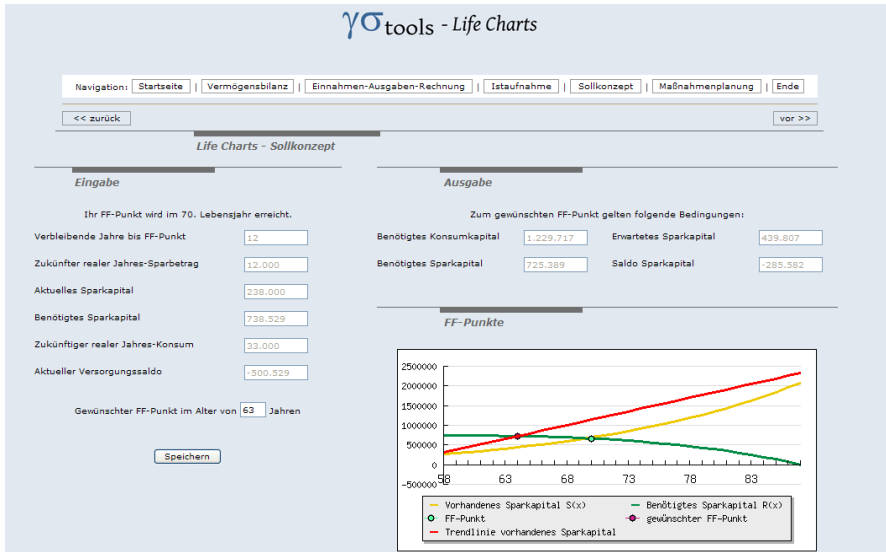 γσtools - Life Charts
Navigation: Startseite | Vermögensbilanz | Einnahmen-Ausgaben-Rechnung | Istaufnahme | Sollkonzept | Maßnahmenplanung | Ende
<< zurück vor >>
Life Charts - Sollkonzept
Eingabe
Ihr FF-Punkt wird im 70. Lebensjahr erreicht.
Verbleibende Jahre bis FF-Punkt 12
Zukünfter realer Jahres-Sparbetrag 12.000
Aktuelles Sparkapital 238.000
Benötigtes Sparkapital 738.529
Zukünftiger realer Jahres-Konsum 33.000
Aktueller Versorgungssaldo -500.529
Gewünschter FF-Punkt im Alter von 63 Jahren
Speichern
Ausgabe
Zum gewünschten FF-Punkt gelten folgende Bedingungen:
Benötigtes Konsumkapital 1.229.717 Erwartetes Sparkapital 439.807
Benötigtes Sparkapital 725.389 Saldo Sparkapital -285.582
FF-Punkte
2500000
2000000
1500000
1000000
500000
0
-500000
58 63 68 73 78 83
Vorhandenes Sparkapital S(x) Benötigtes Sparkapital R(x)
FF-Punkt gewünschter FF-Punkt
Trendlinie vorhandenes Sparkapital